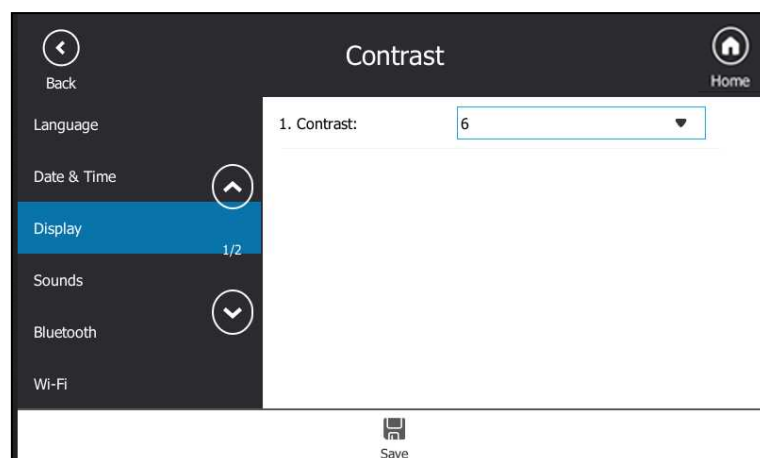 Contrast
Back
Home
Language
Date & Time
Display
1/2
Sounds
Bluetooth
Wi-Fi
1. Contrast: 6
Save